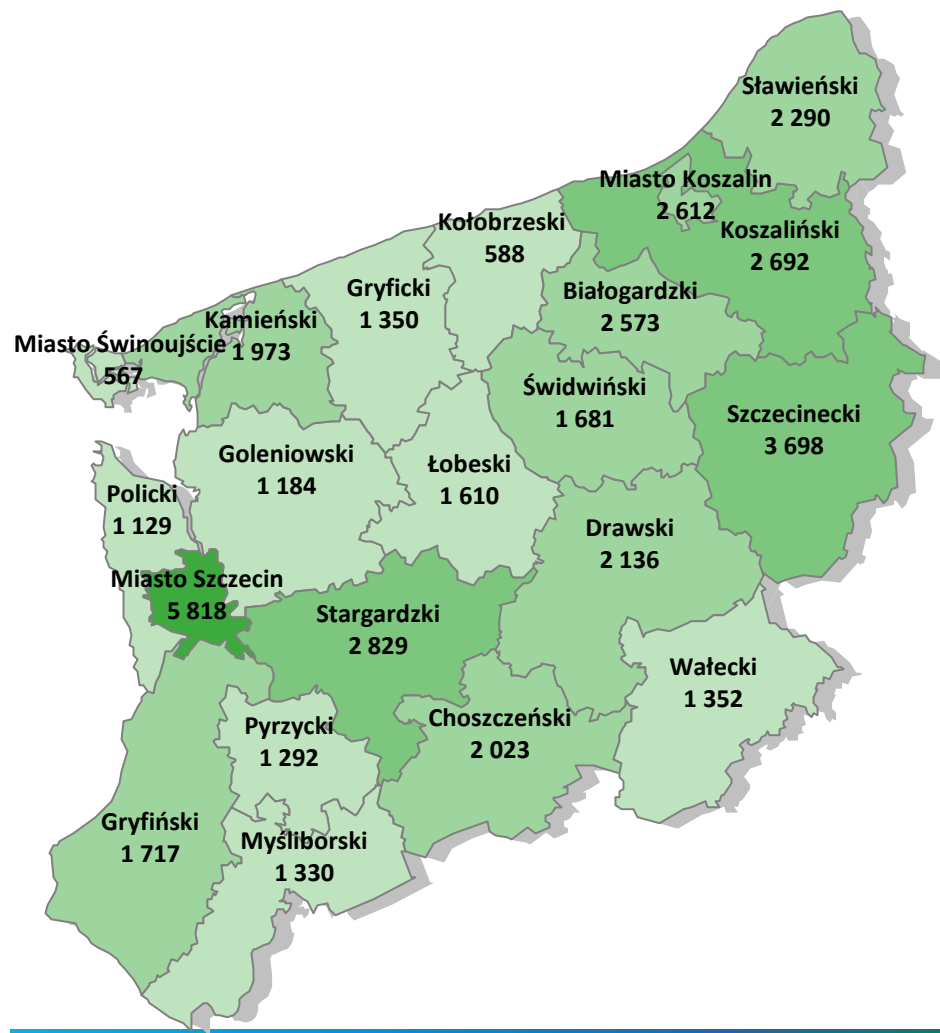 Sławieński
2 290
Miasto Koszalin
2 612
Kołobrzeski
588
Koszaliński
2 692
Gryficki
1 350
Białogardzki
2 573
Kamieński
1 973
Miasto Świnoujście
567
Świdwiński
1 681
Szczecinecki
3 698
Goleniowski
1 184
Łobeski
1 610
Policki
1 129
Drawski
2 136
Miasto Szczecin
5 818
Stargardzki
2 829
Wałecki
1 352
Choszczeński
2 023
Pyrzycki
1 292
Gryfiński
1 717
Myśliborski
1 330